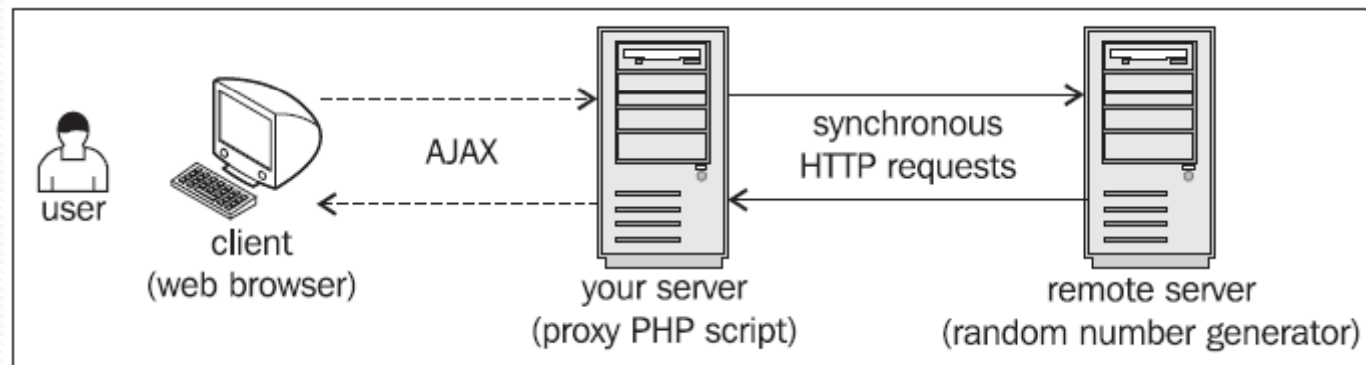 user
client
(web browser)
AJAX
your server
(proxy PHP script)
synchronous
HTTP requests
remote server
(random number generator)